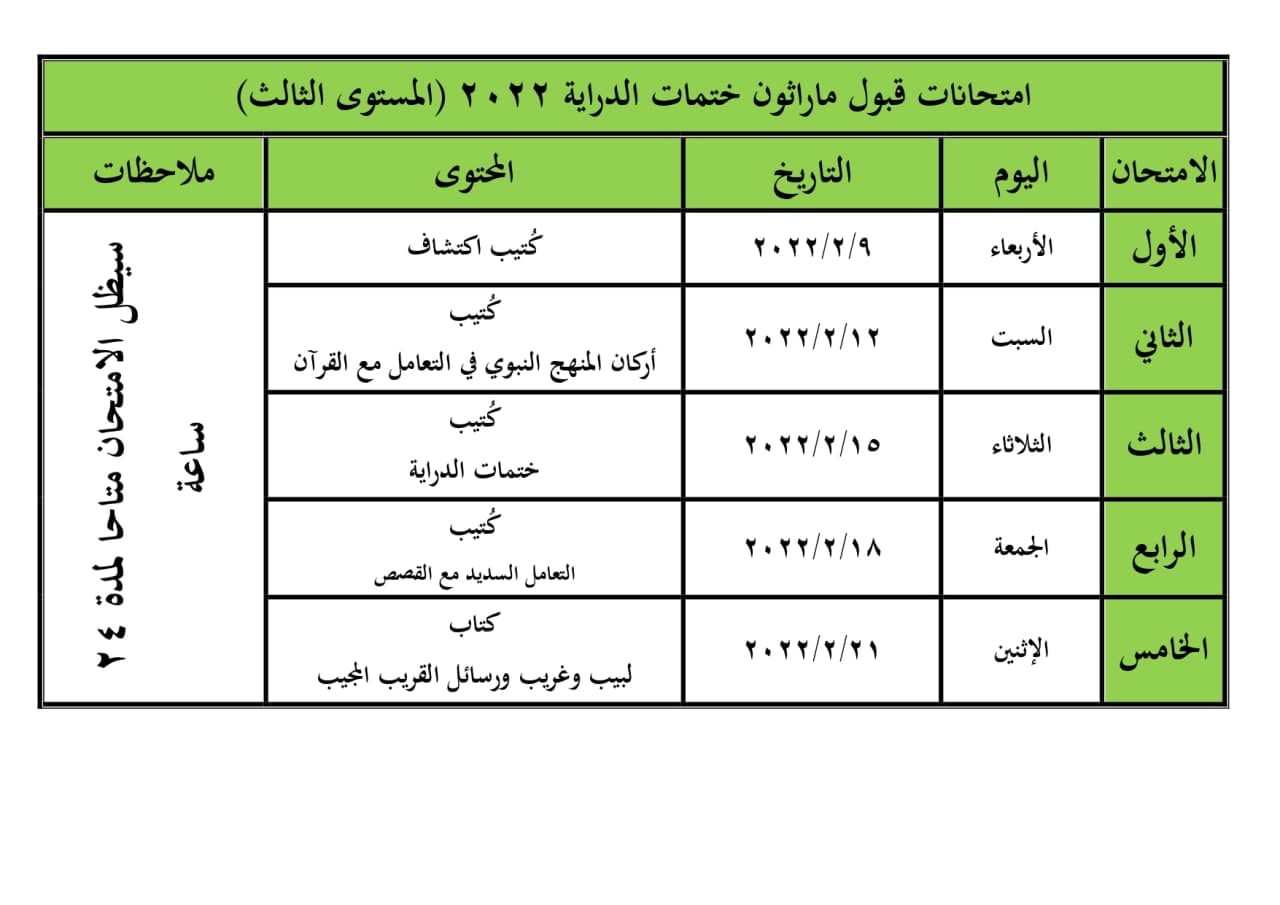 امتحانات قبول ماراثون ختمات الدراية ٢٠٢٢ (المستوى الثالث)
الامتحان اليوم التاريخ المحتوى ملاحظات
الأول الأربعاء ٢٠٢٢/٢/٩ كُتيب اكتشاف
الثاني السبت ٢٠٢٢/٢/١٢ كُتيب
أركان المنهج النبوي في التعامل مع القرآن
الثالث الثلاثاء ٢٠٢٢/٢/١٥ كُتيب
ختمات الدراية
الرابع الجمعة ٢٠٢٢/٢/١٨ كُتيب
التعامل السديد مع القصص
الخامس الإثنين ٢٠٢٢/٢/٢١ كتاب
لبيب وغريب ورسائل القريب المجيب
سيظل الامتحان متاحا لمدة ٢٤
ساعة